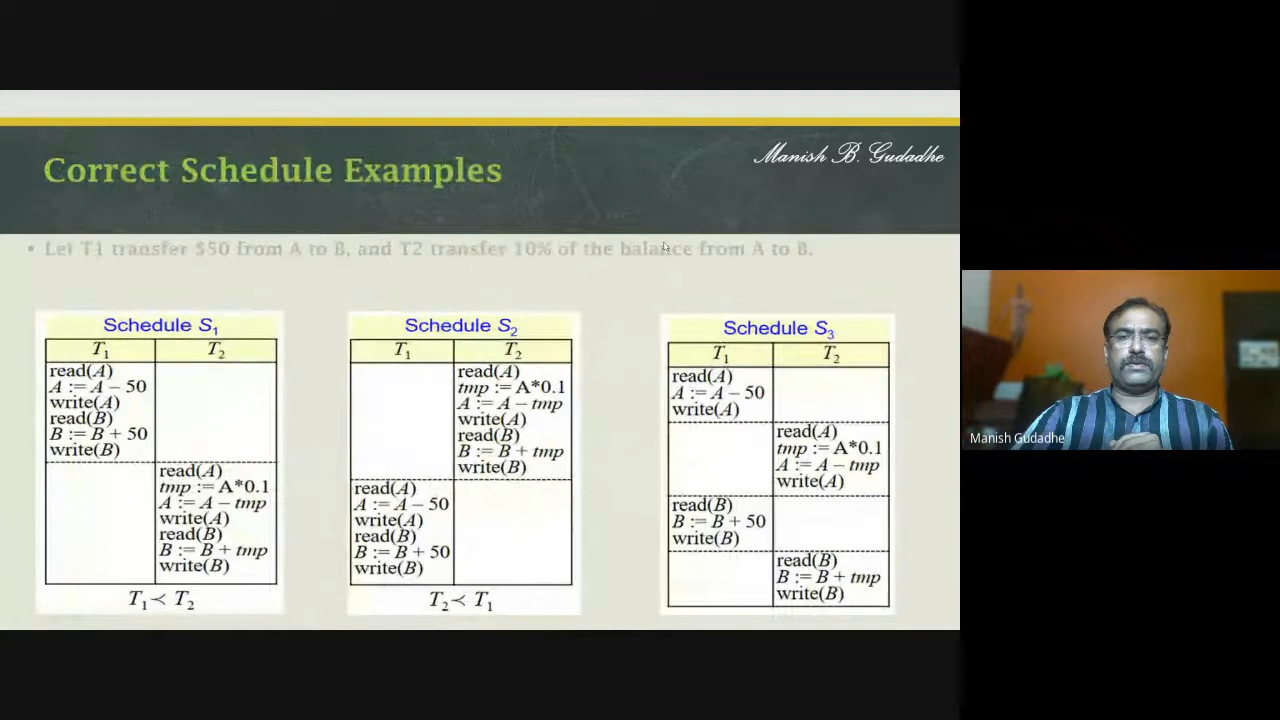 Correct Schedule Examples
Manish B. Gudadhe
• Let T1 transfer $50 from A to B, and T2 transfer 10% of the balance from A to B.
Schedule S₁
T₁ T₂
read(A)
A := A – 50
write(A)
read(B)
B := B + 50
write(B)
read(A)
tmp := A*0.1
A := A – tmp
write(A)
read(B)
B := B + tmp
write(B)
T₁ ≺ T₂
Schedule S₂
T₁ T₂
read(A)
tmp := A*0.1
A := A – tmp
write(A)
read(B)
B := B + tmp
write(B)
read(A)
A := A – 50
write(A)
read(B)
B := B + 50
write(B)
T₂ ≺ T₁
Schedule S₃
T₁ T₂
read(A)
A := A – 50
write(A)
read(A)
tmp := A*0.1
A := A – tmp
write(A)
read(B)
B := B + 50
write(B)
read(B)
B := B + tmp
write(B)
Manish Gudadhe